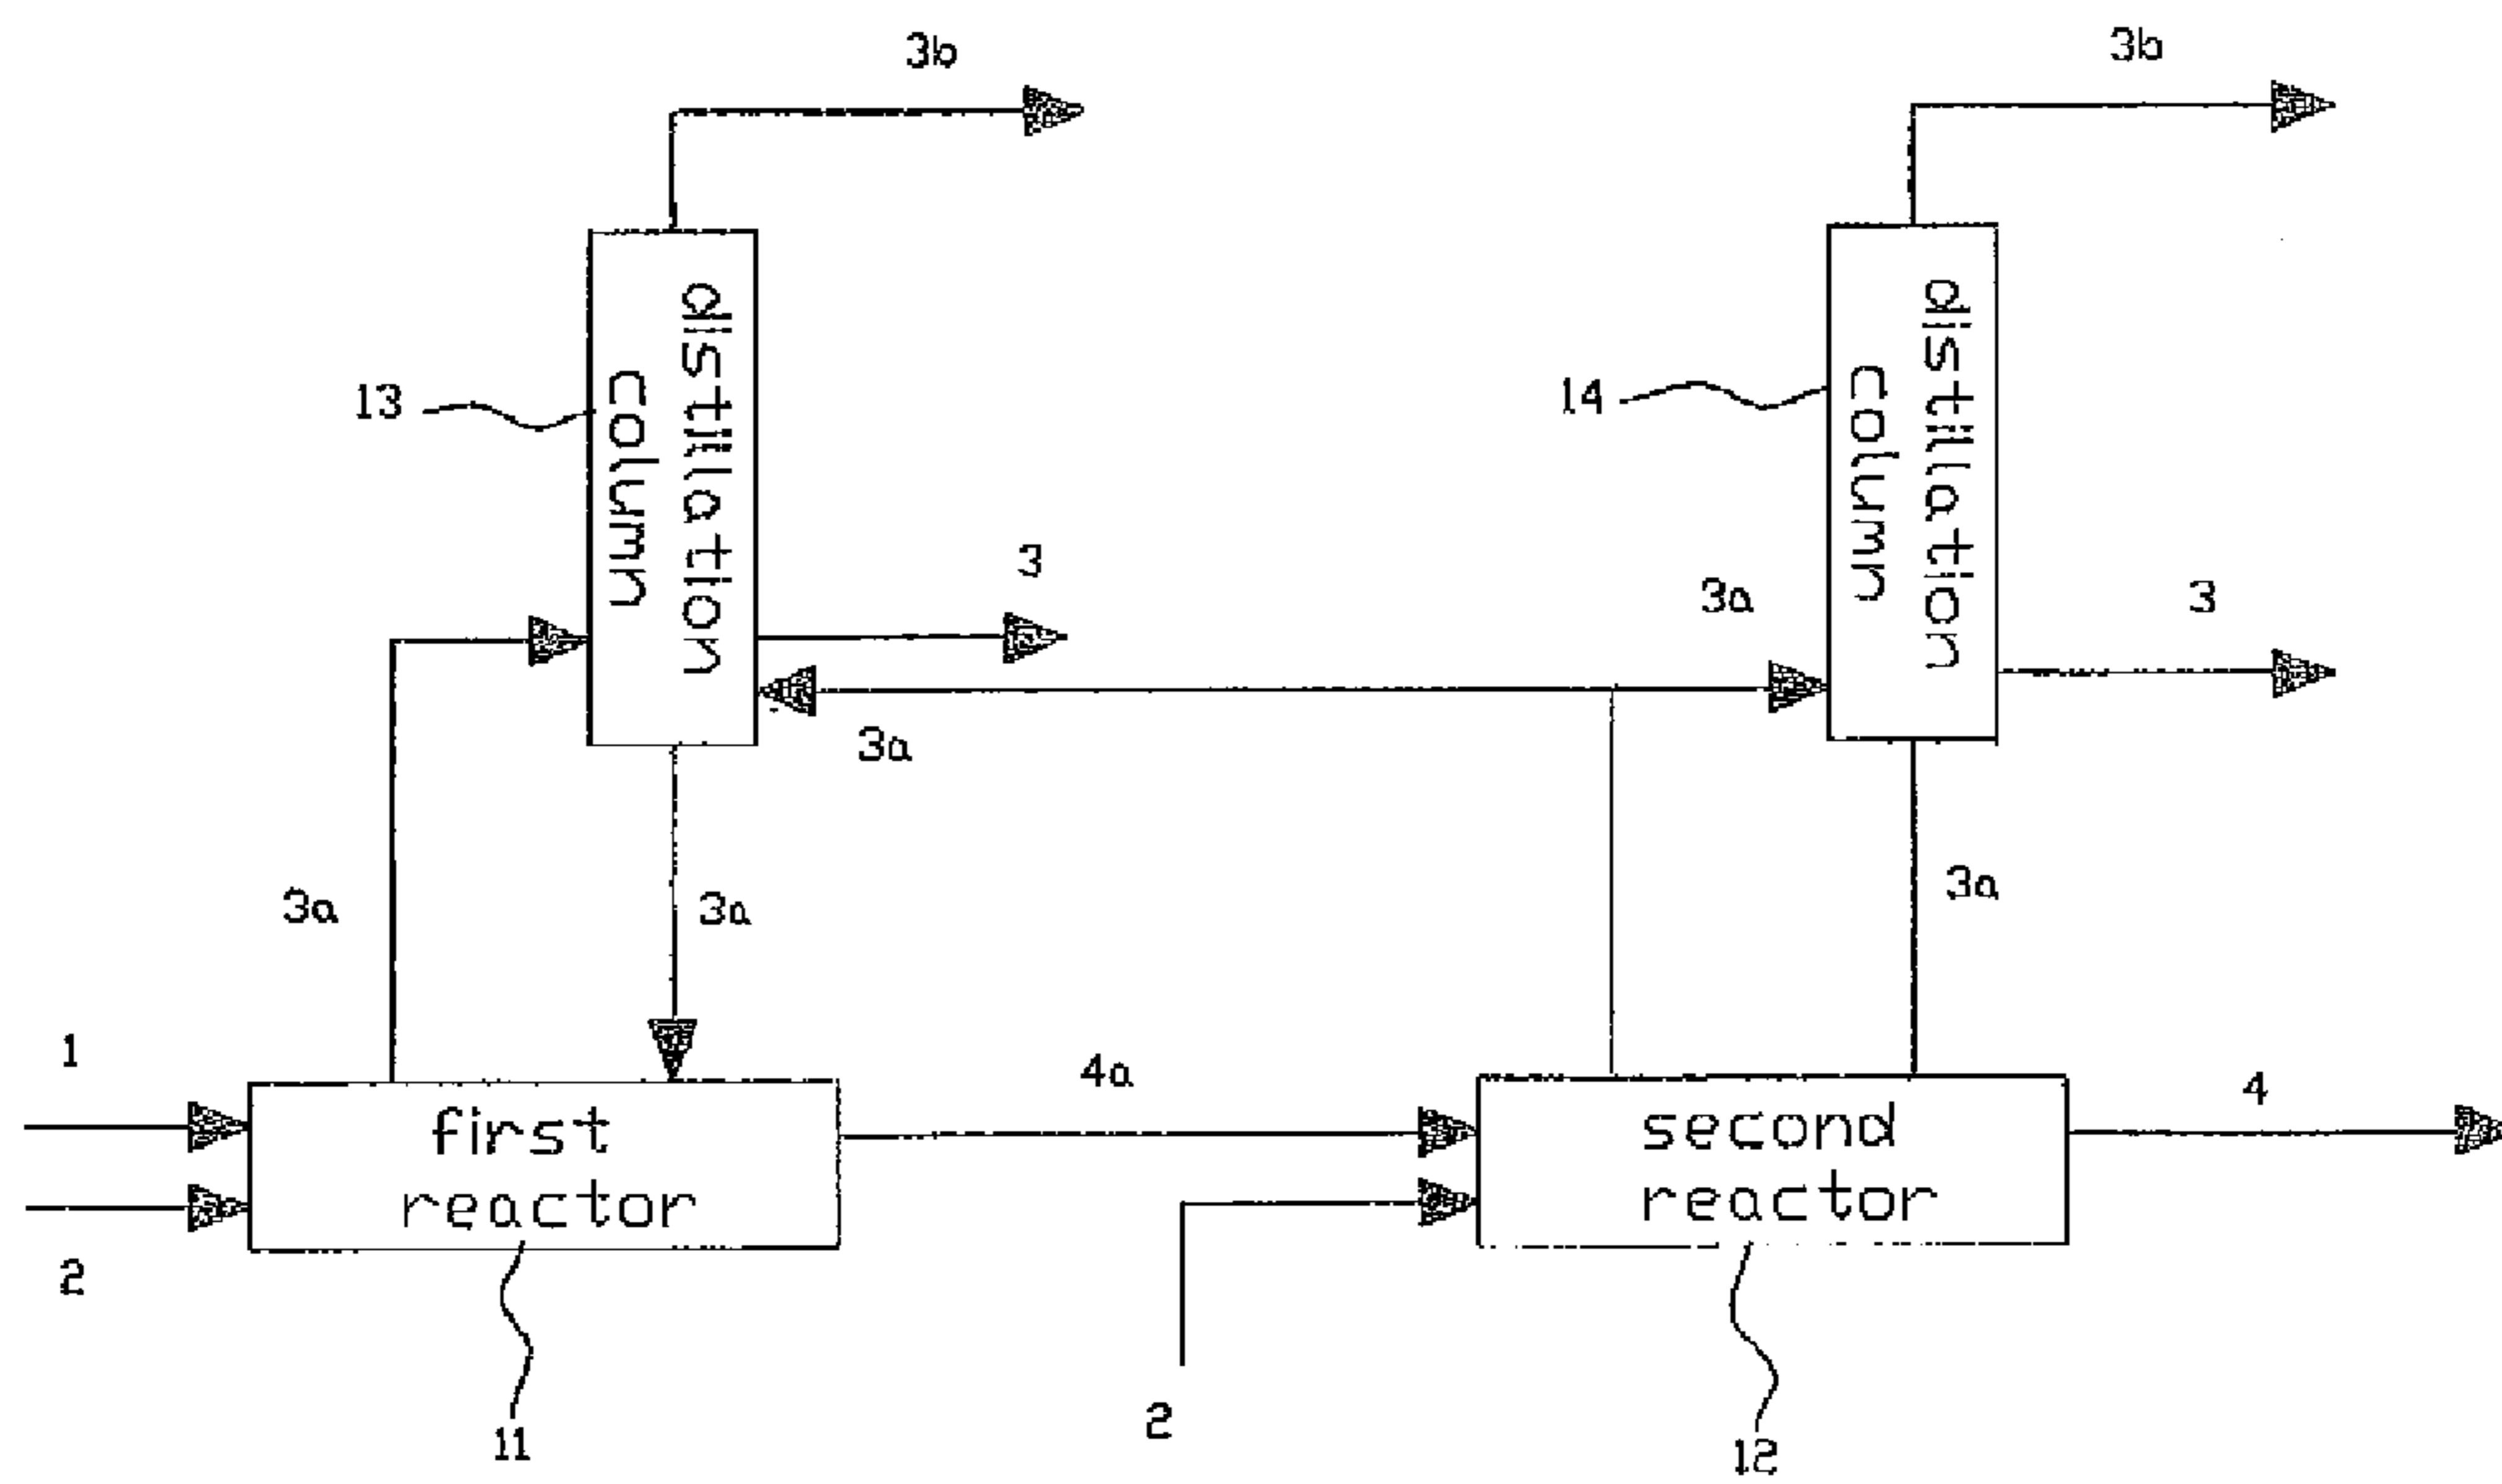 3b
3b
distillation
column
distillation
column
13
14
3
3a
3
3a
3a
3a
3a
1
4a
4
first
reactor
second
reactor
2
2
11
12